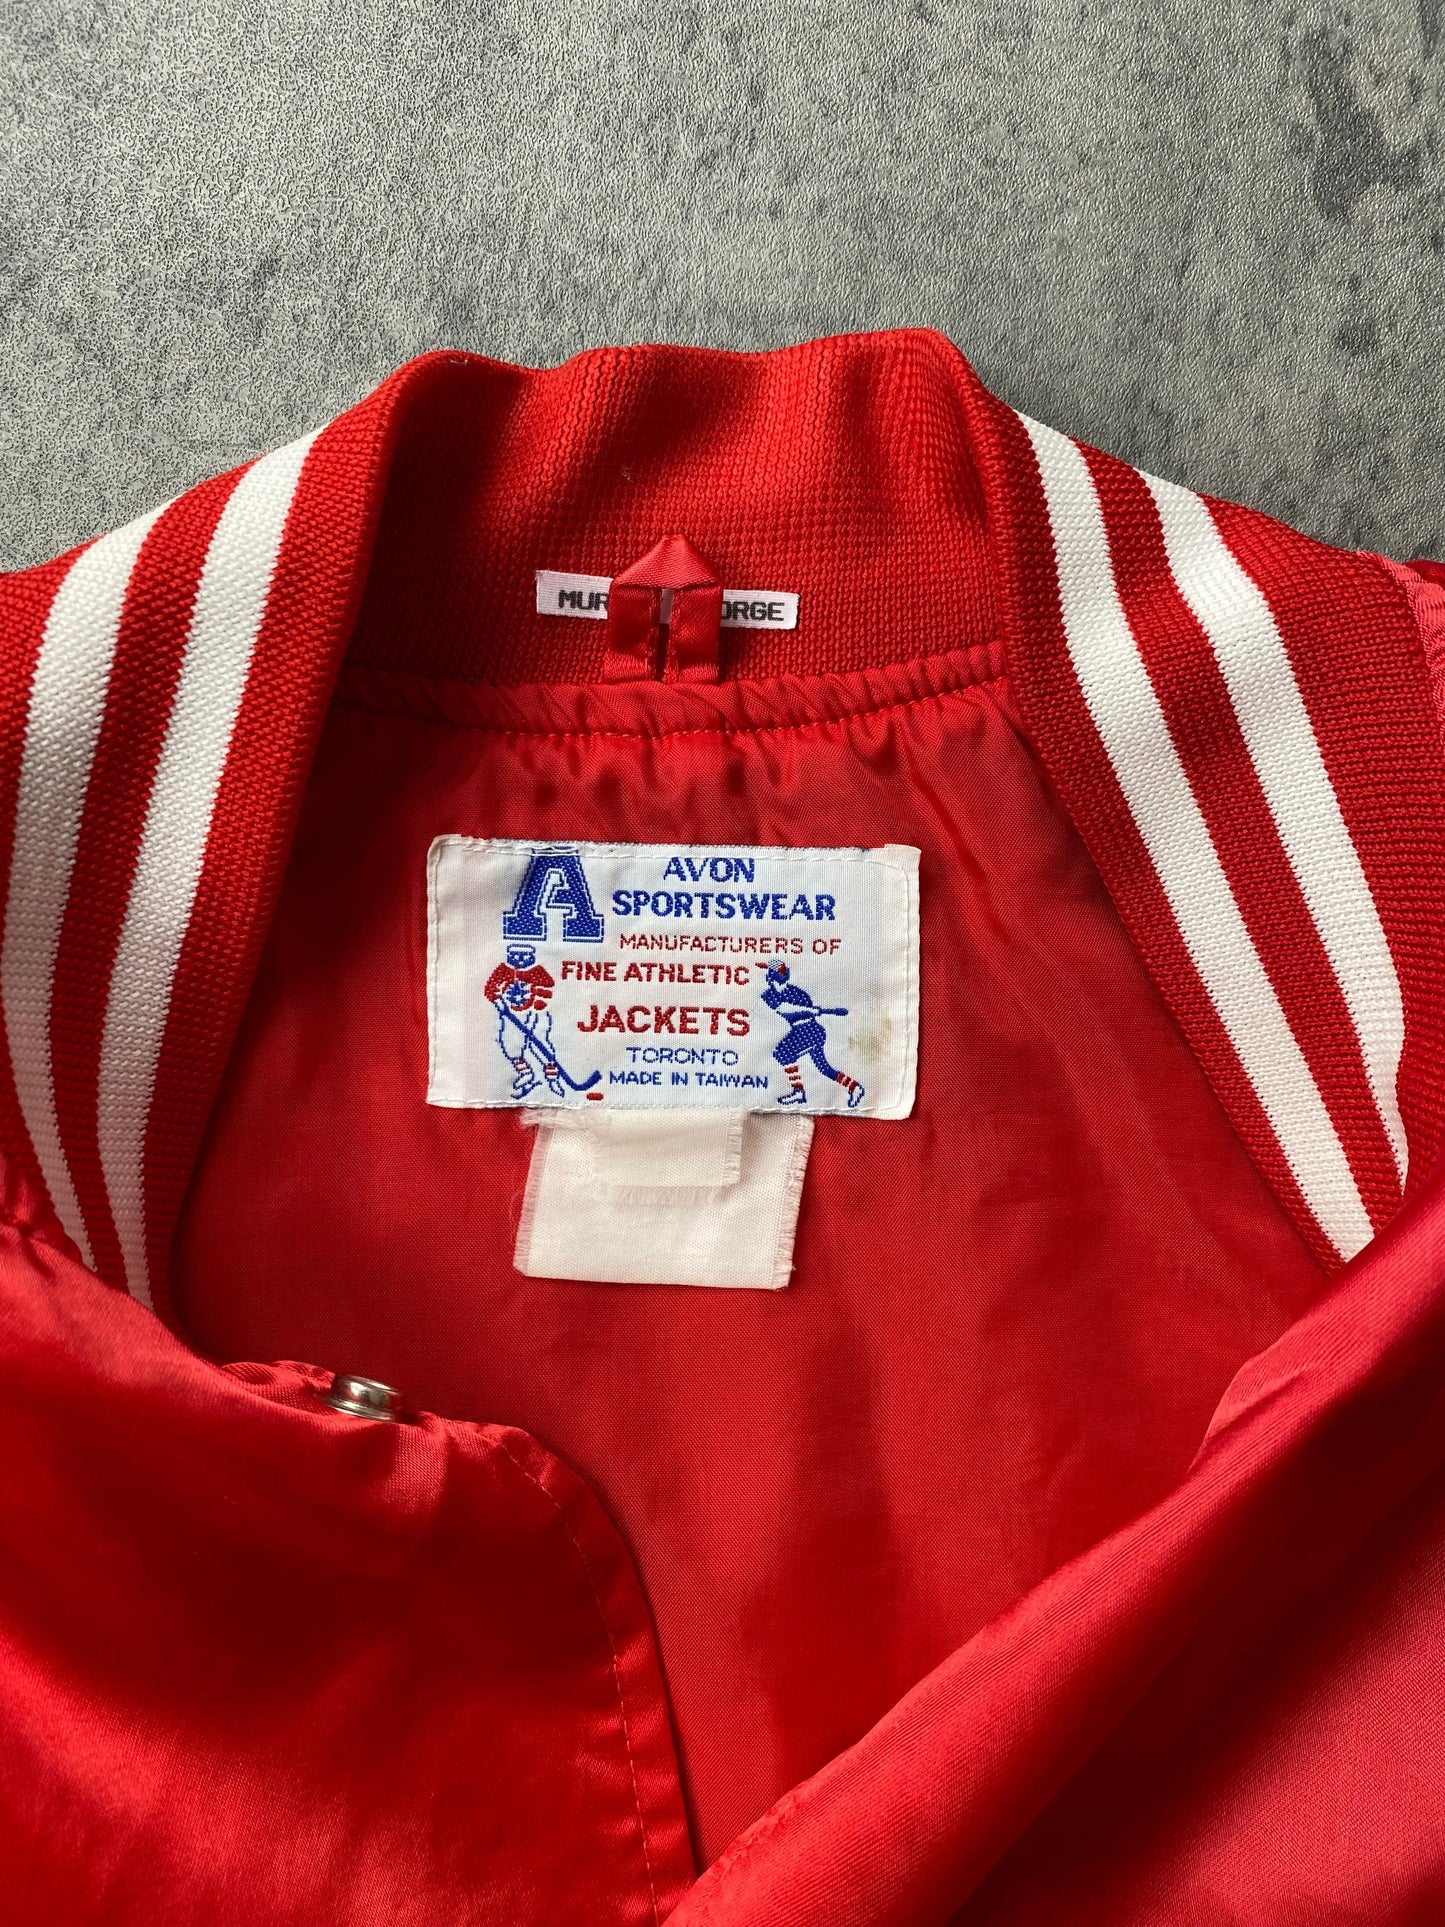 MUR ORGE
A AVON
SPORTSWEAR
MANUFACTURERS OF
FINE ATHLETIC
JACKETS
TORONTO
MADE IN TAIWAN